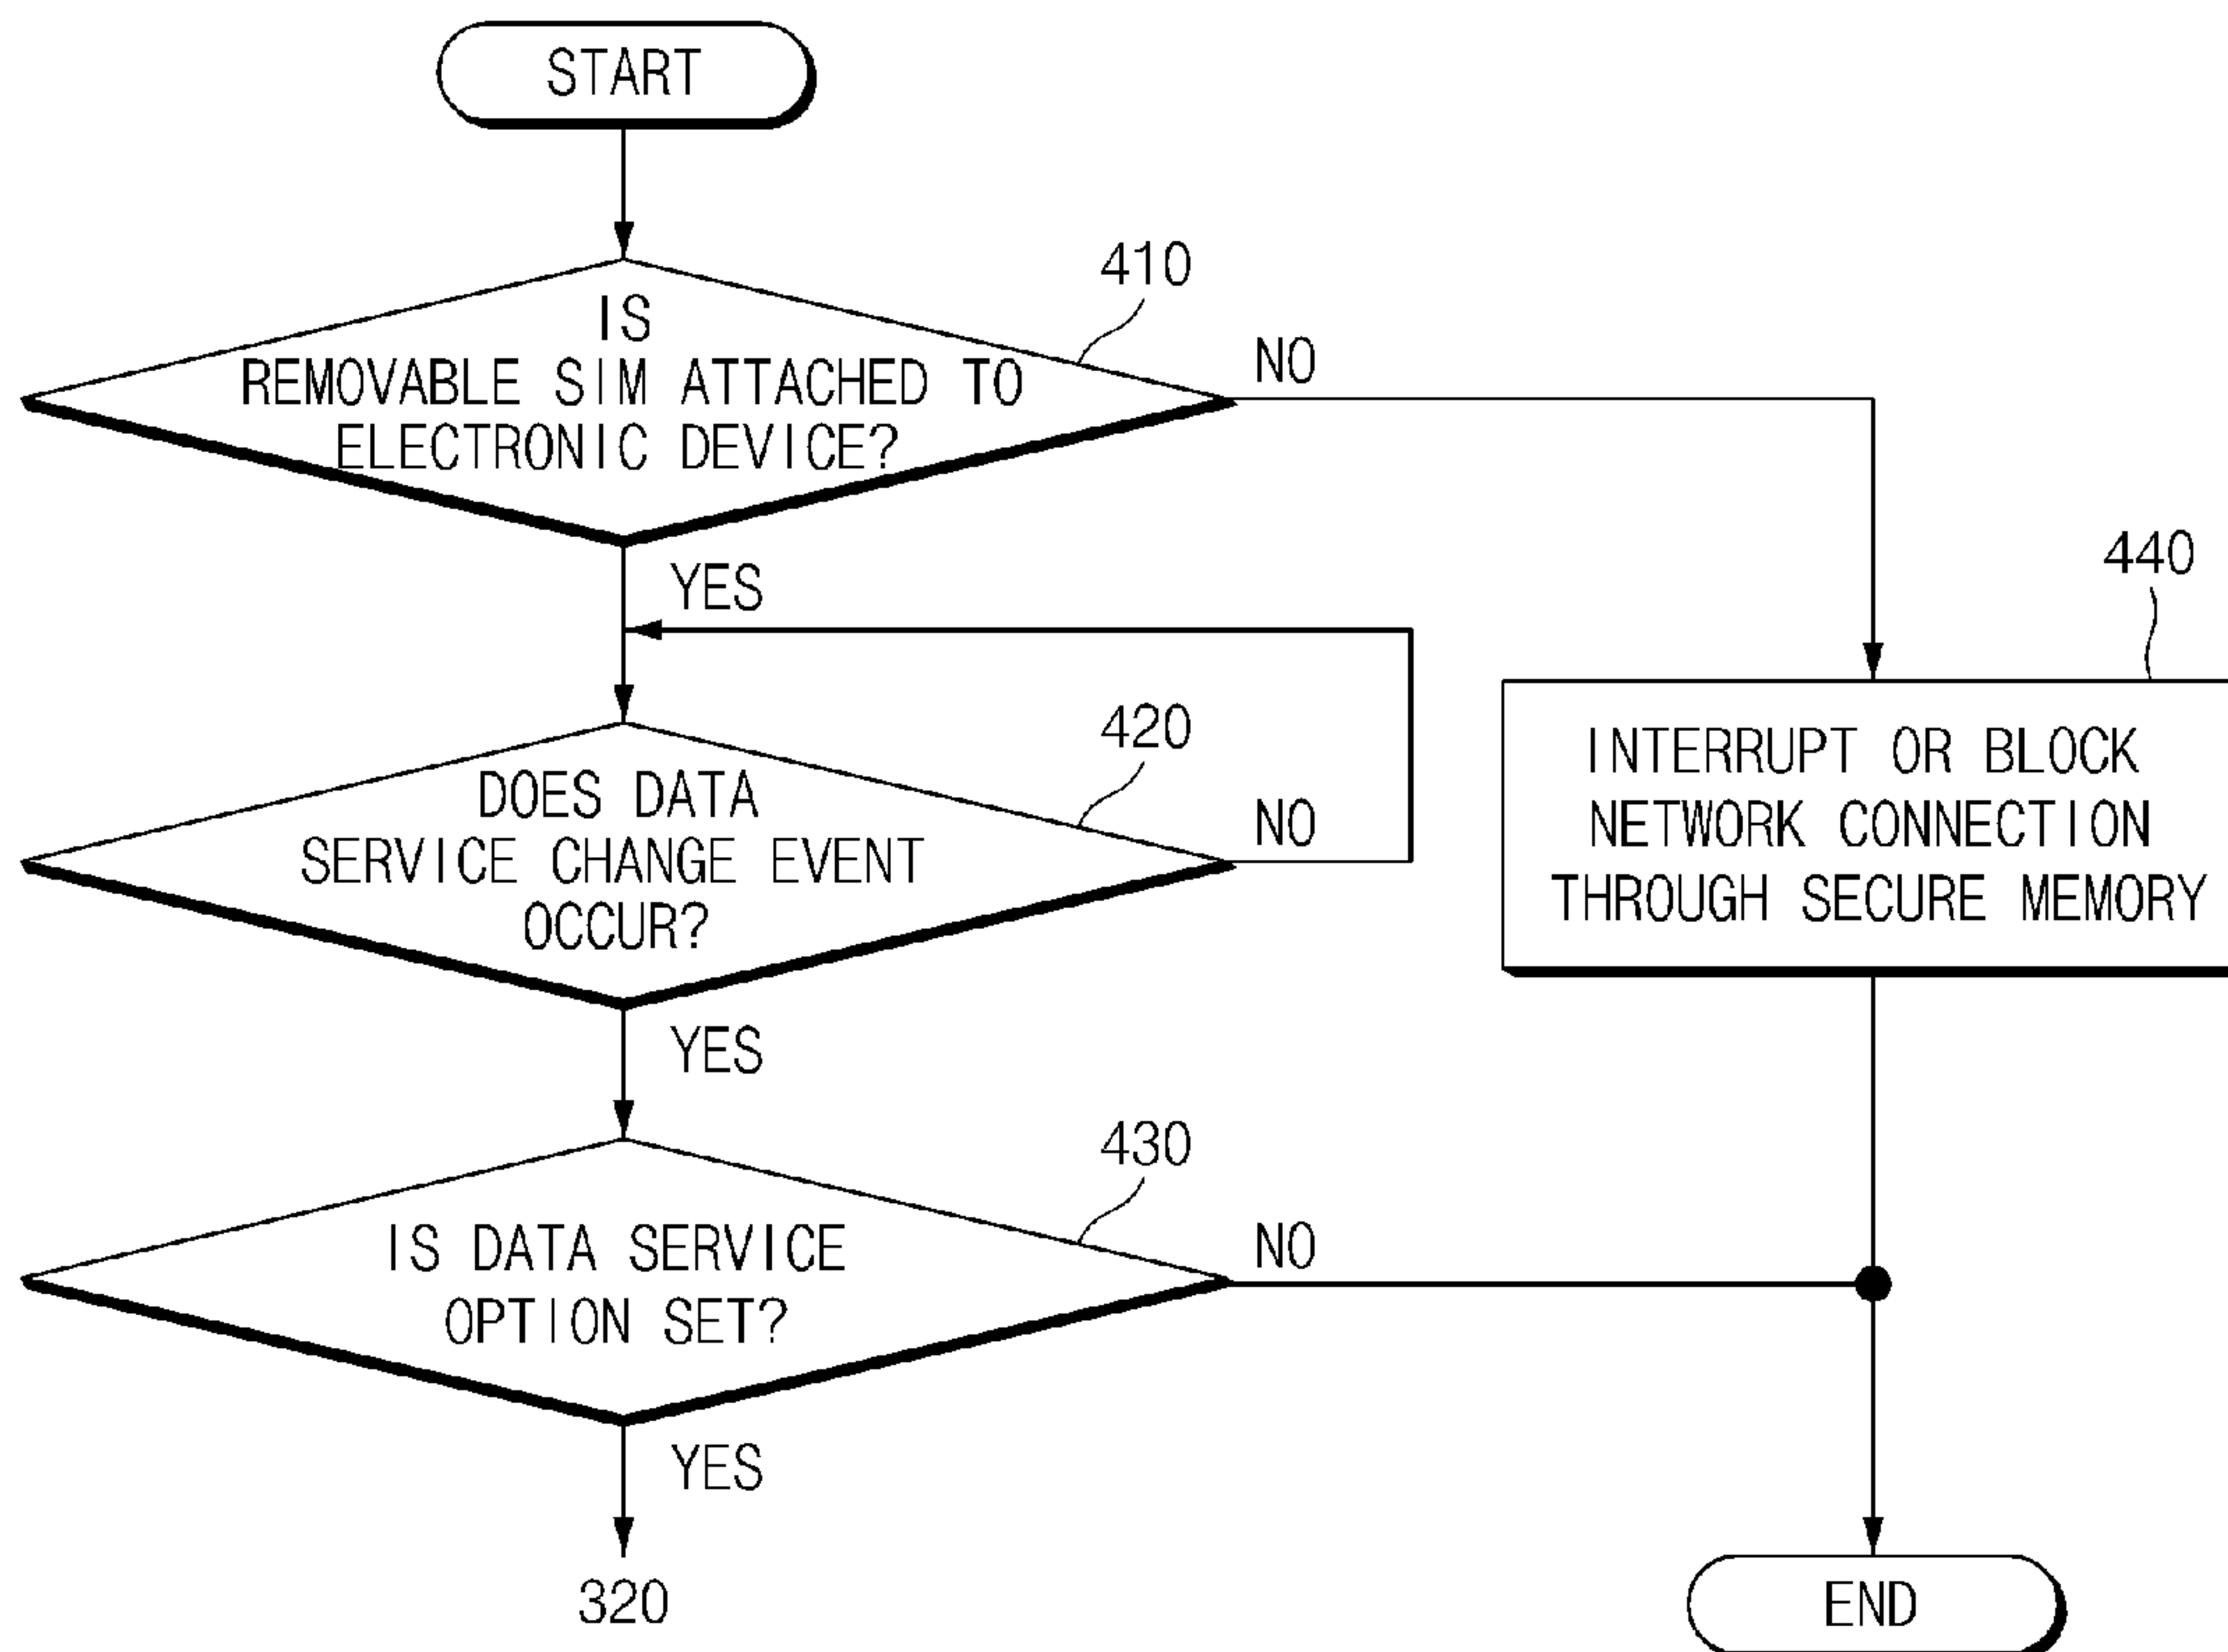 START
410
IS
REMOVABLE SIM ATTACHED TO
ELECTRONIC DEVICE?
NO
YES
440
420
DOES DATA
SERVICE CHANGE EVENT
OCCUR?
NO
INTERRUPT OR BLOCK
NETWORK CONNECTION
THROUGH SECURE MEMORY
YES
430
IS DATA SERVICE
OPTION SET?
NO
YES
320
END